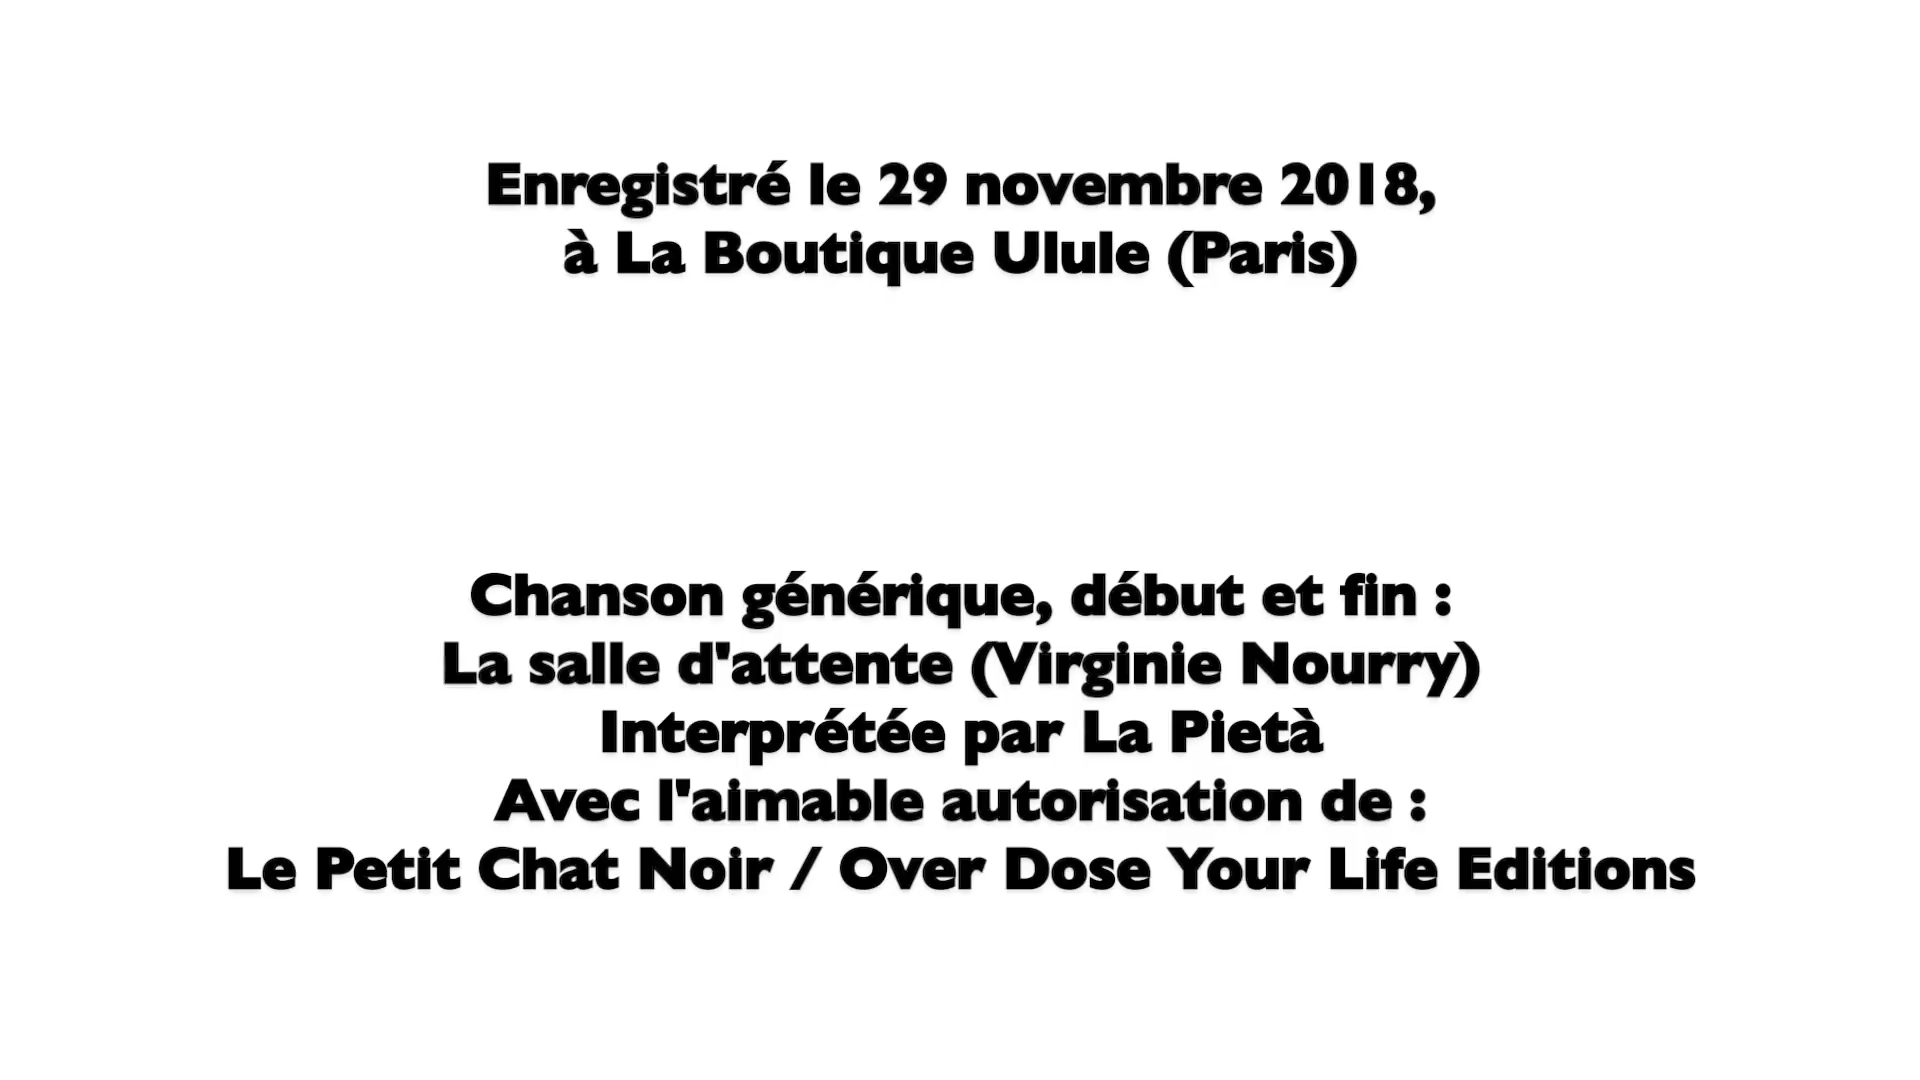 Enregistré le 29 novembre 2018,
à La Boutique Ulule (Paris)
Chanson générique, début et fin :
La salle d'attente (Virginie Nourry)
Interprétée par La Pietà
Avec l'aimable autorisation de :
Le Petit Chat Noir / Over Dose Your Life Editions